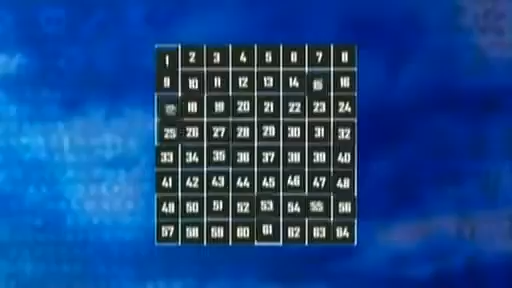 1 2 3 4 5 6 7 8
9 10 11 12 13 14 15 16
18 19 20 21 22 23 24
25 26 27 28 29 30 31 32
33 34 35 36 37 38 39 40
41 42 43 44 45 46 47 48
49 50 51 52 53 54 55 56
57 58 59 60 61 62 63 64